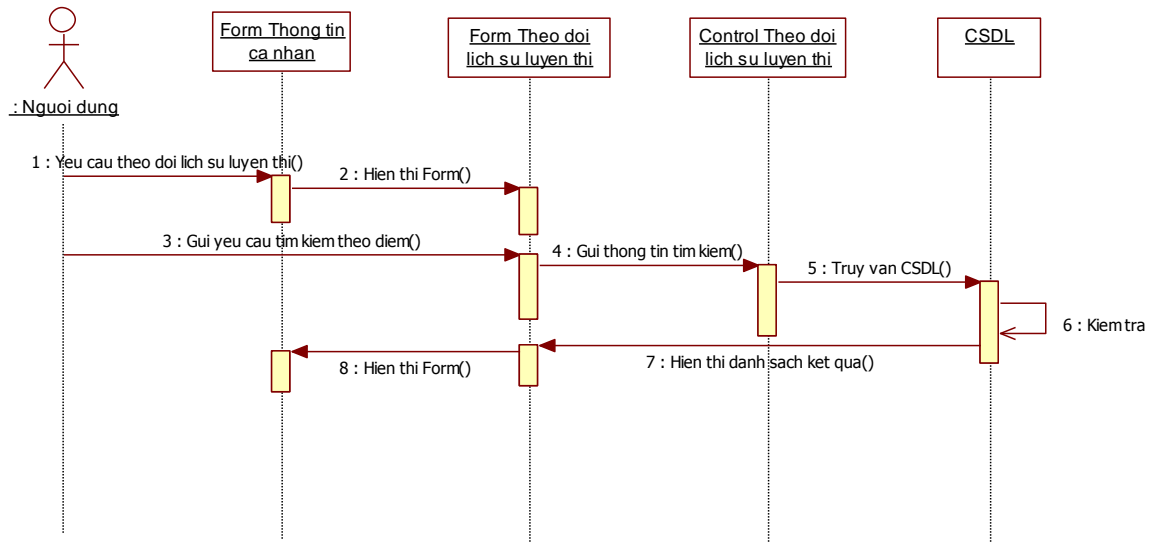 Form Thong tin
ca nhan
Form Theo doi
lich su luyen thi
Control Theo doi
lich su luyen thi
CSDL
: Nguoi dung
1 : Yeu cau theo doi lich su luyen thi()
2 : Hien thi Form()
3 : Gui yeu cau tim kiem theo diem()
4 : Gui thong tin tim kiem()
5 : Truy van CSDL()
6 : Kiem tra
7 : Hien thi danh sach ket qua()
8 : Hien thi Form()